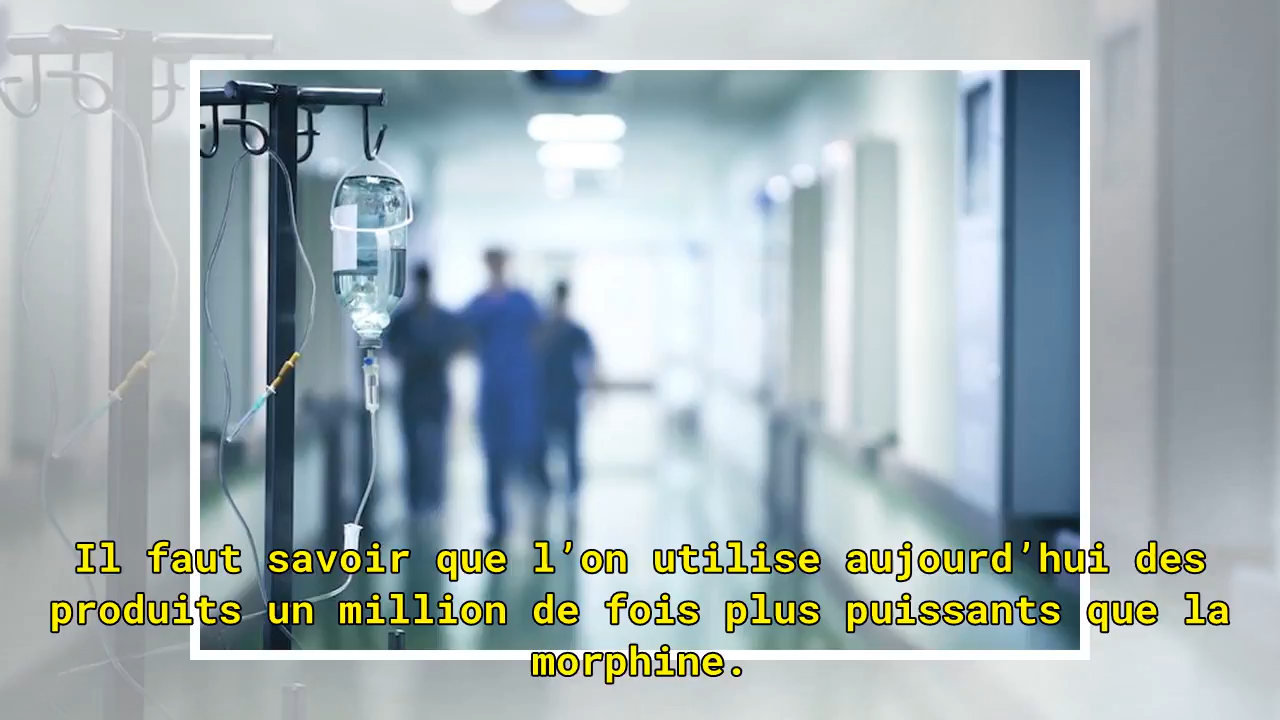 Il faut savoir que l’on utilise aujourd’hui des
produits un million de fois plus puissants que la
morphine.